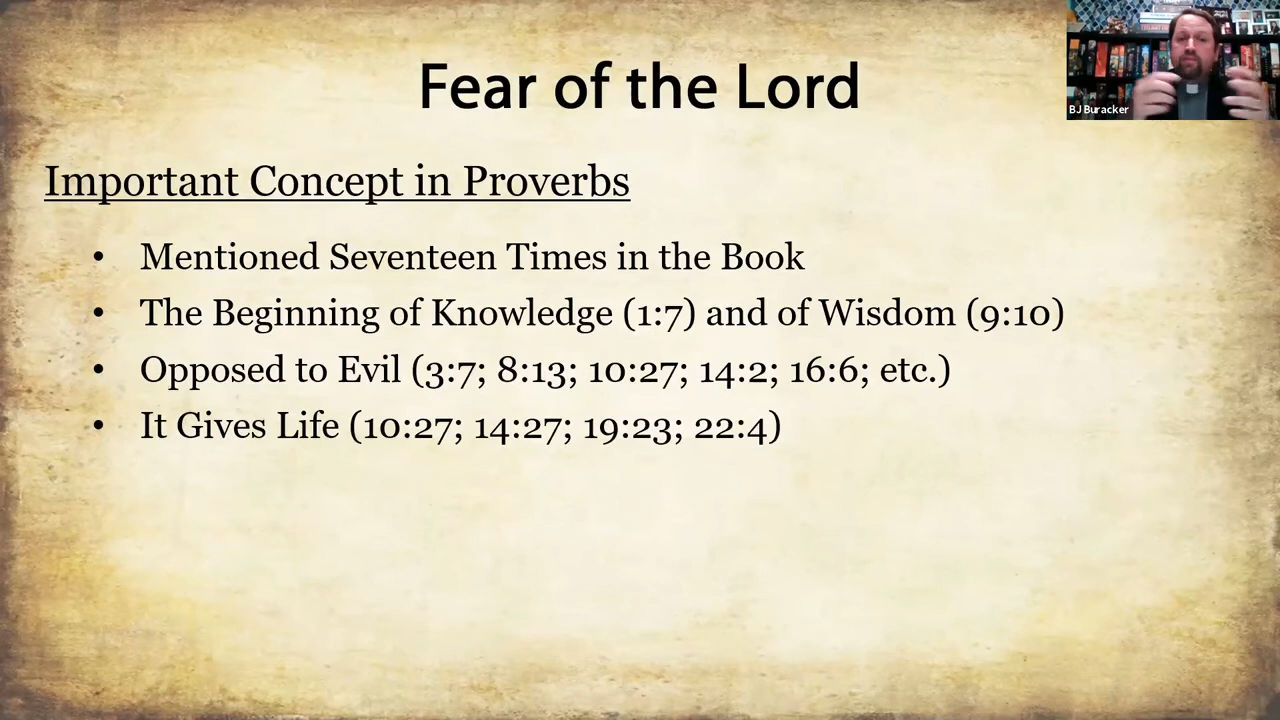 Fear of the Lord
BJ Buracker
Important Concept in Proverbs
• Mentioned Seventeen Times in the Book
• The Beginning of Knowledge (1:7) and of Wisdom (9:10)
• Opposed to Evil (3:7; 8:13; 10:27; 14:2; 16:6; etc.)
• It Gives Life (10:27; 14:27; 19:23; 22:4)